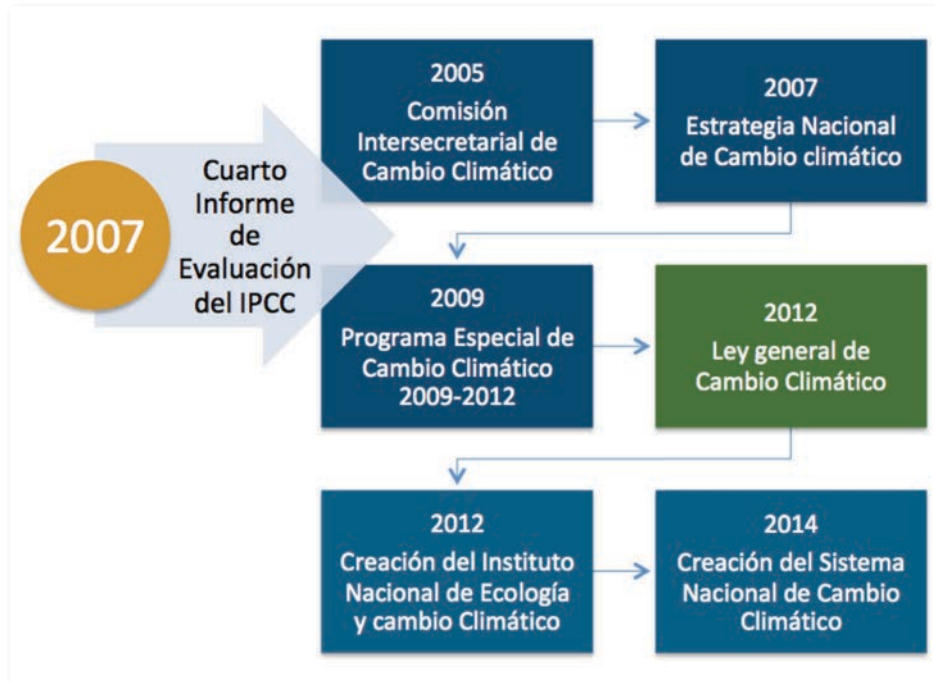 2007
Cuarto
Informe
de
Evaluación
del IPCC
2005
Comisión
Intersecretarial de
Cambio Climático
2007
Estrategia Nacional
de Cambio climático
2009
Programa Especial de
Cambio Climático
2009-2012
2012
Ley general de
Cambio Climático
2012
Creación del Instituto
Nacional de Ecología
y cambio Climático
2014
Creación del Sistema
Nacional de Cambio
Climático